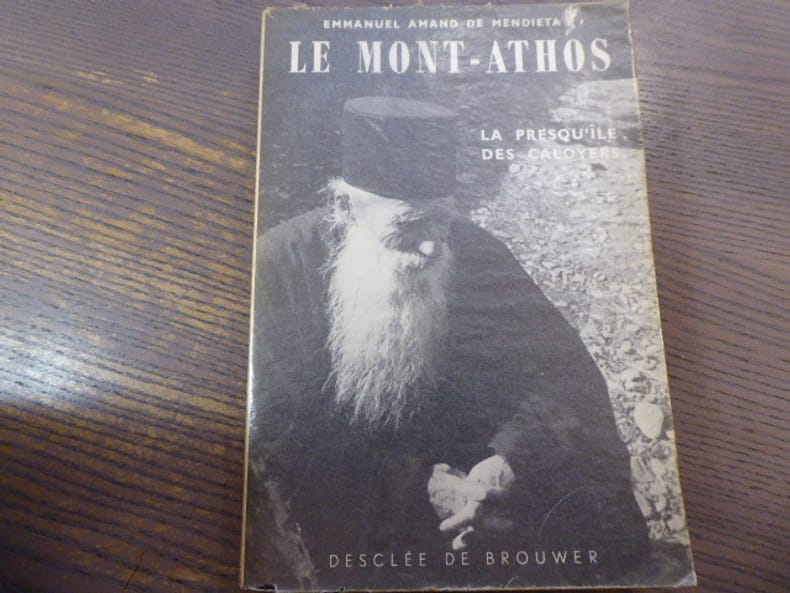 EMMANUEL AMAND DE MENDIETA
LE MONT-ATHOS
LA PRESQU'ÎLE
DES CALOYERS
DESCLÉE DE BROUWER